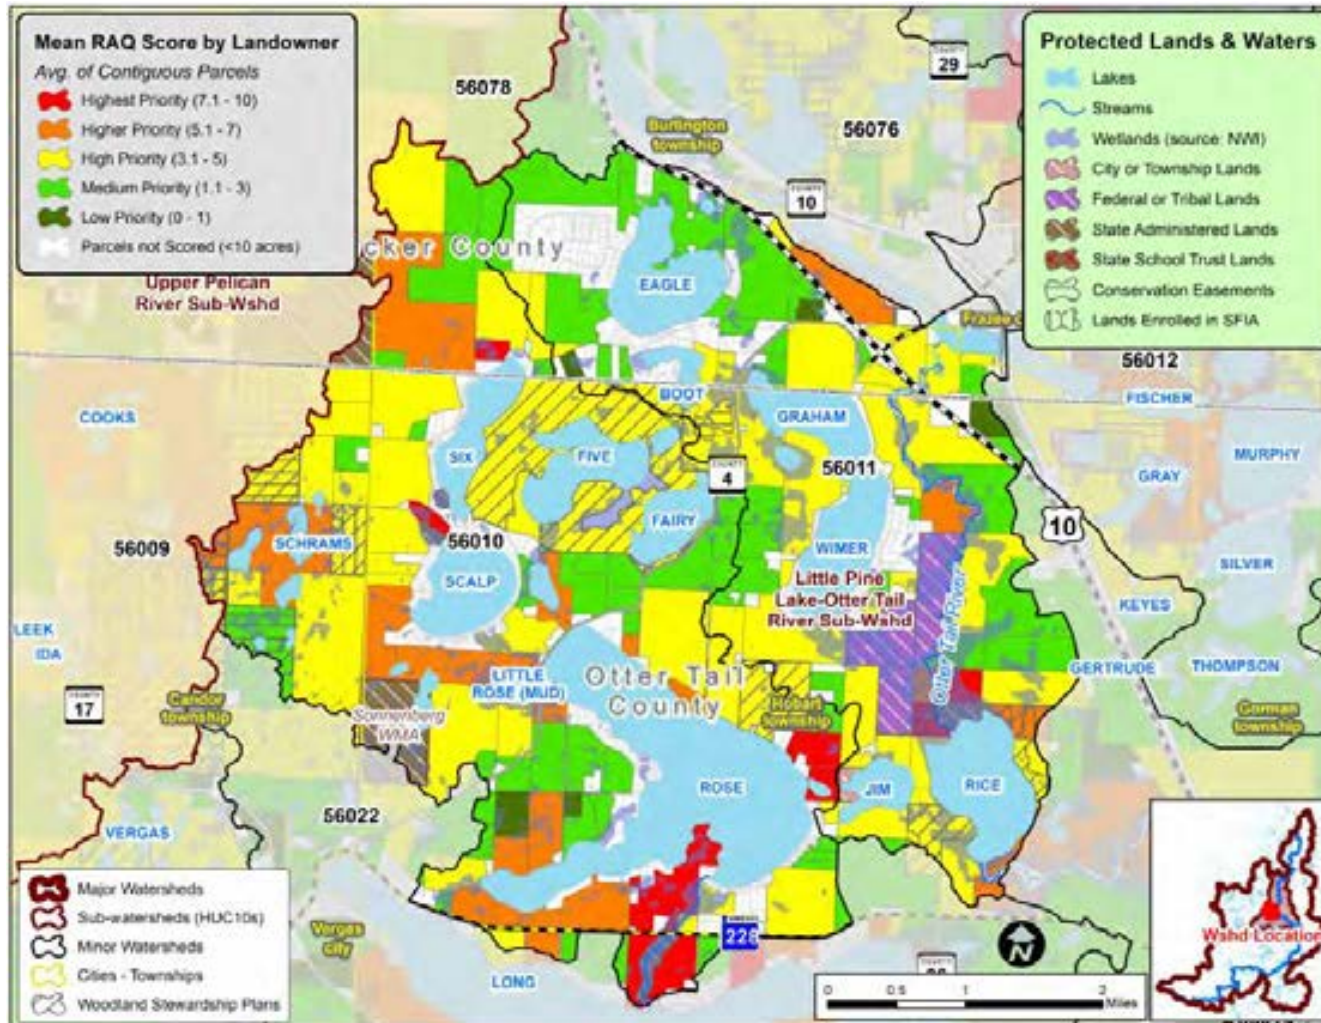 Mean RAQ Score by Landowner
Avg. of Contiguous Parcels
Highest Priority (7.1 - 10)
Higher Priority (5.1 - 7)
High Priority (3.1 - 5)
Medium Priority (1.1 - 3)
Low Priority (0 - 1)
Parcels not Scored (<10 acres)
Protected Lands & Waters
Lakes
Streams
Wetlands (source: NWI)
City or Township Lands
Federal or Tribal Lands
State Administered Lands
State School Trust Lands
Conservation Easements
Lands Enrolled in SFIA
COUNTY
29
56078
Burlington
township
56076
COUNTY
10
cker County
Upper Pelican
River Sub-Wshd
EAGLE
56012
FISCHER
COOKS
BOOT
GRAHAM
SIX
FIVE
COUNTY
4
56011
GRAY
MURPHY
FAIRY
10
56009
SCHRAMS
56010
WIMER
SILVER
SCALP
Little Pine
Lake-Otter Tail
River Sub-Wshd
KEYES
LEEK
IDA
Otter Tail River
GERTRUDE
THOMPSON
LITTLE
ROSE (MUD)
Otter Tail
County
17
Candor
township
Sonnenberg
WMA
Hobart
township
Gorman
township
ROSE
JIM
RICE
56022
VERGAS
Vergas
city
228
LONG
Major Watersheds
Sub-watersheds (HUC10s)
Minor Watersheds
Cities - Townships
Woodland Stewardship Plans
N
0 0.5 1 2
Miles
Wshd Location